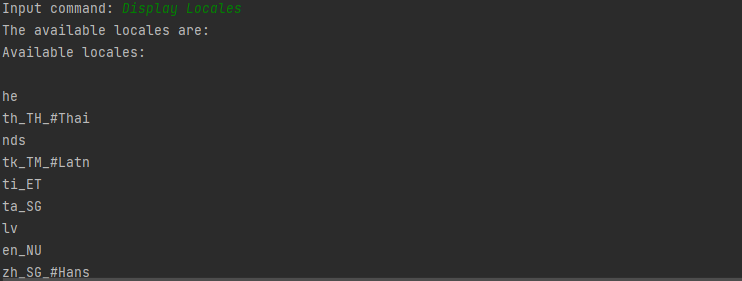 Input command: Display Locales
The available locales are:
Available locales:
he
th_TH_#Thai
nds
tk_TM_#Latn
ti_ET
ta_SG
lv
en_NU
zh_SG_#Hans